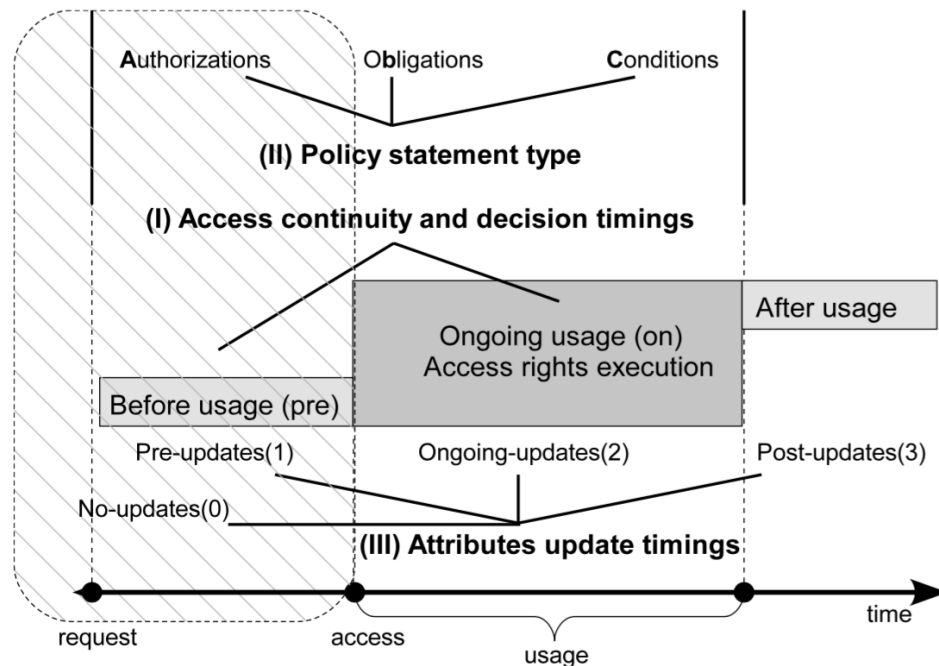 Authorizations
Obligations
Conditions
(II) Policy statement type
(I) Access continuity and decision timings
After usage
Ongoing usage (on)
Access rights execution
Before usage (pre)
Pre-updates(1)
Ongoing-updates(2)
Post-updates(3)
No-updates(0)
(III) Attributes update timings
time
request
access
usage